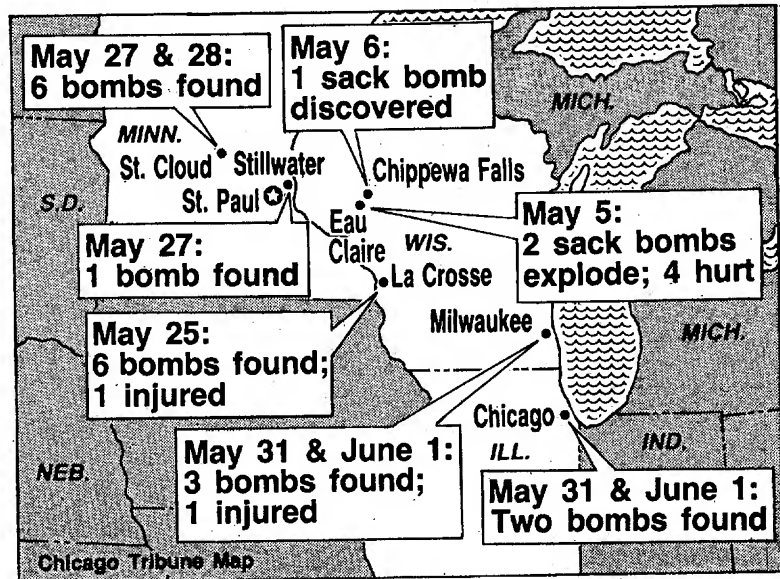 May 27 & 28:
6 bombs found
May 6:
1 sack bomb
discovered
MICH.
MINN.
St. Cloud
Stillwater
Chippewa Falls
S.D.
St. Paul
Eau
Claire
WIS.
May 5:
2 sack bombs
explode; 4 hurt
May 27:
1 bomb found
La Crosse
Milwaukee
MICH.
May 25:
6 bombs found;
1 injured
Chicago
ILL.
IND.
NEB.
May 31 & June 1:
3 bombs found;
1 injured
May 31 & June 1:
Two bombs found
Chicago Tribune Map